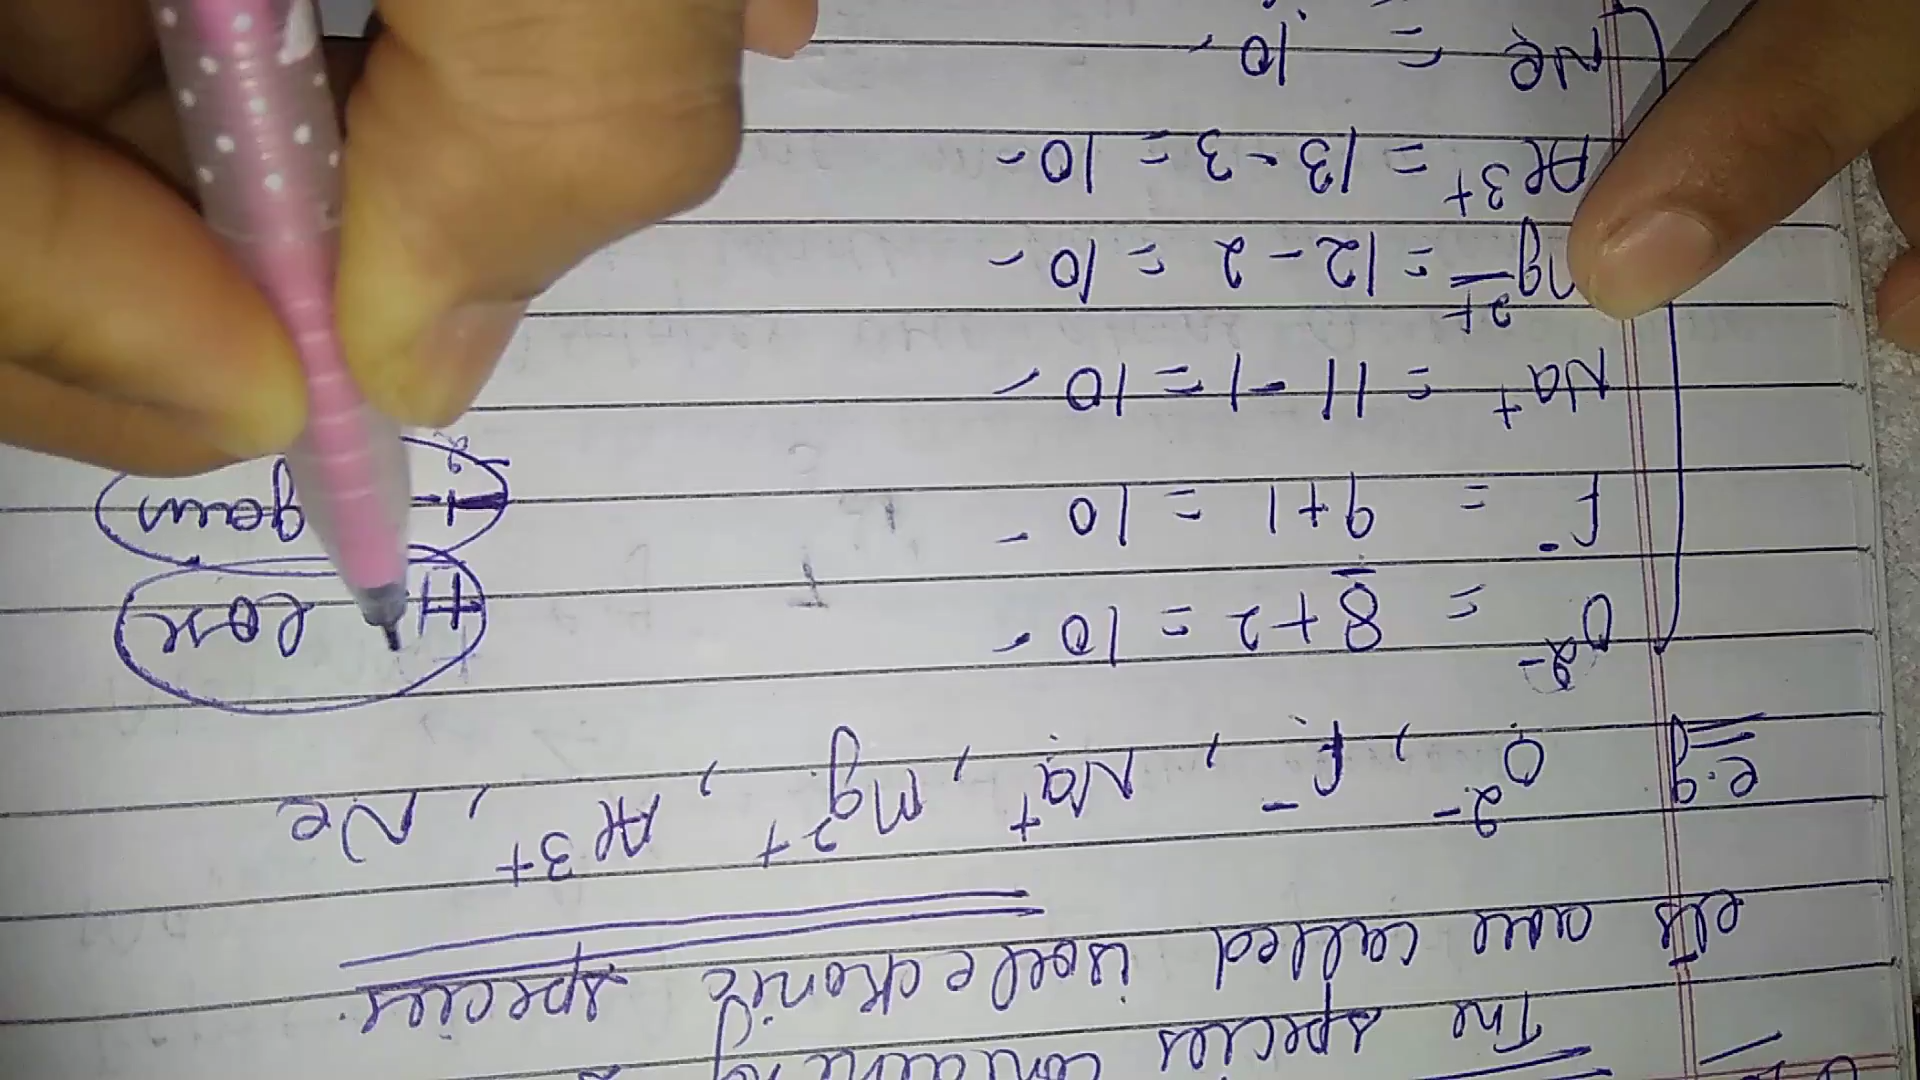 The species
e's are called isoelectronic species.
e.g O²⁻, F⁻, Na⁺, Mg²⁺, Al³⁺, Ne
O²⁻ = 8+2 = 10 -
F⁻ = 9+1 = 10 -
Na⁺ = 11-1 = 10 -
Mg²⁺ = 12-2 = 10 -
Al³⁺ = 13-3 = 10 -
Ne = 10 -
+ lose
- gain